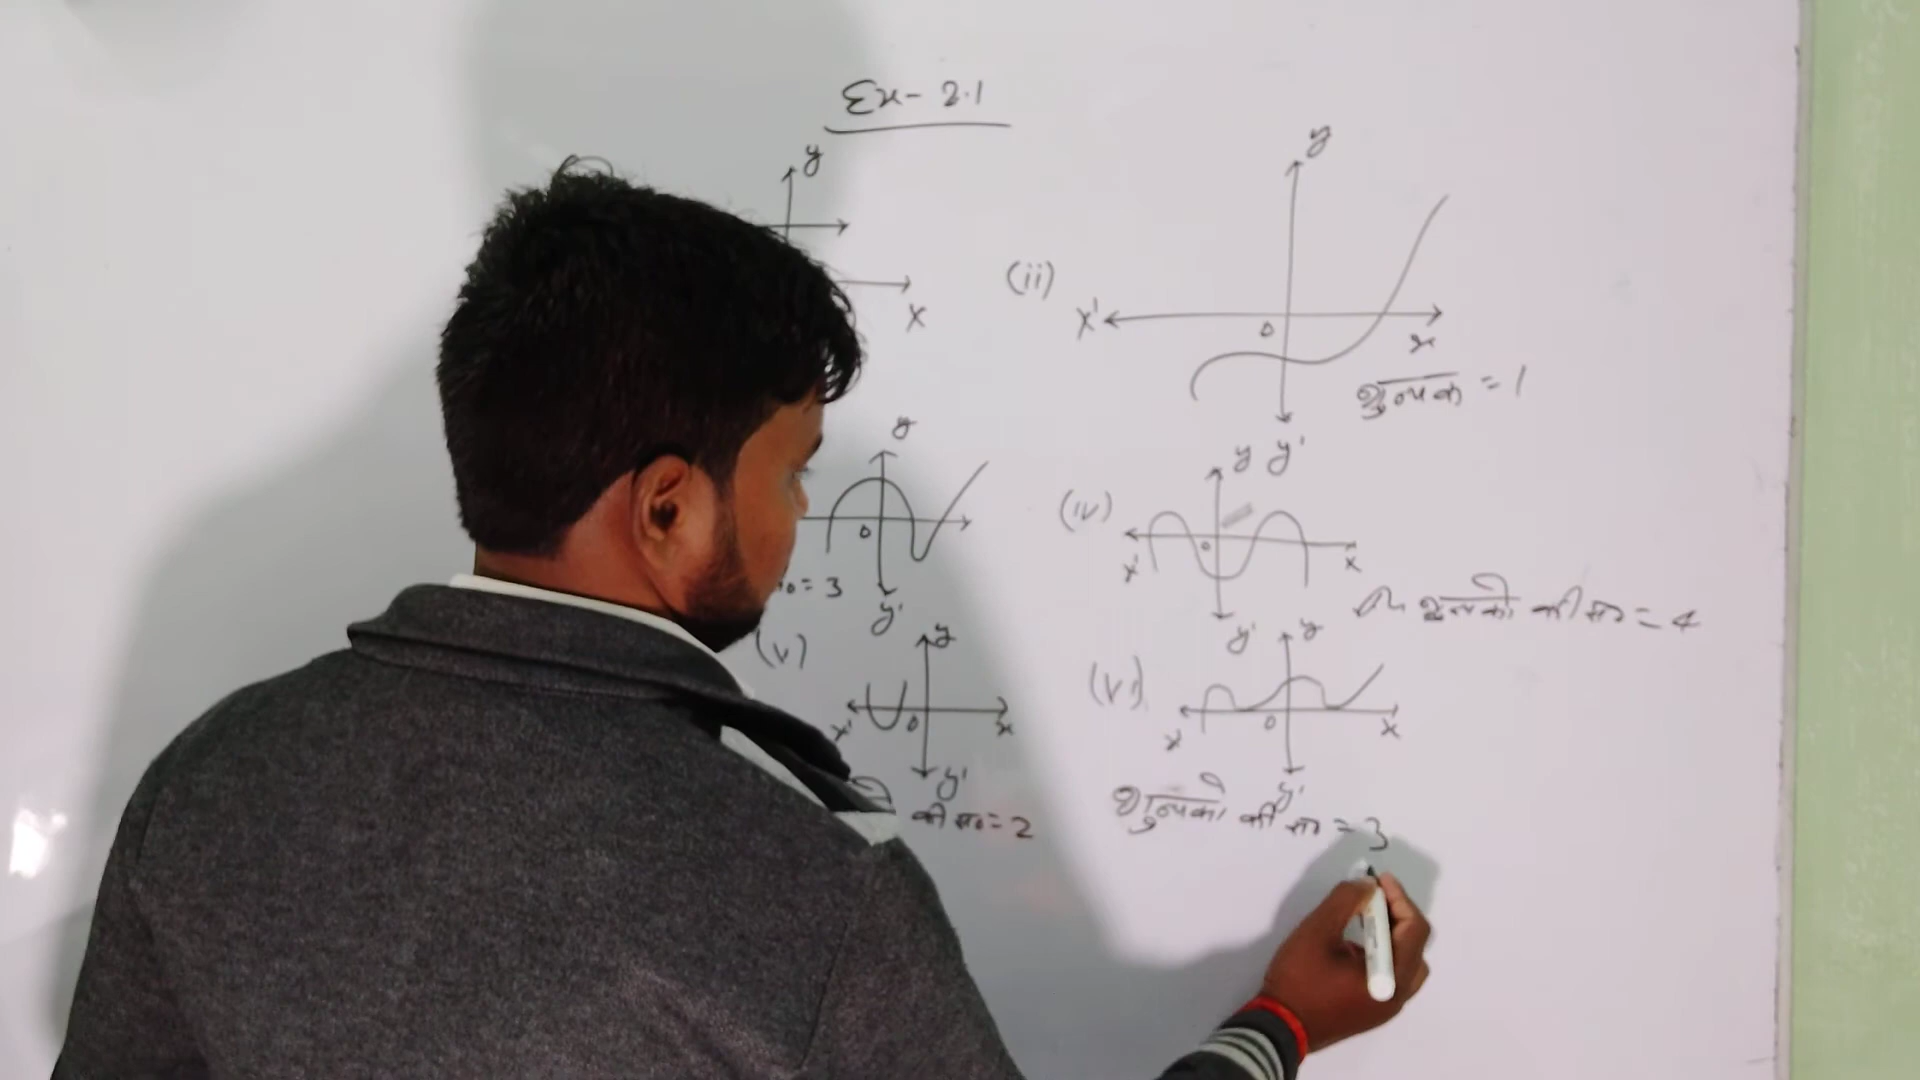 Ex- 2.1
y
X
(ii)
y
X'
0
x
y'
शुन्यक = 1
y
0
y'
= 3
(iv)
y
x'
0
x
y'
शुन्यको की सं० = 4
(v)
y
x'
0
x
y'
की सं० = 2
(vi)
y
x'
0
x
y'
शुन्यको की सं० = 3